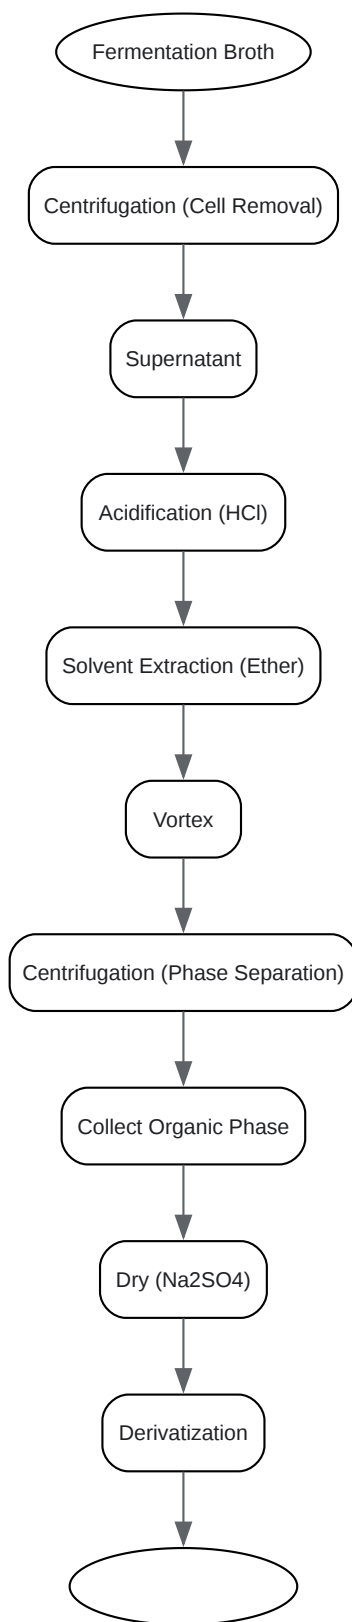 Fermentation Broth
Centrifugation (Cell Removal)
Supernatant
Acidification (HCl)
Solvent Extraction (Ether)
Vortex
Centrifugation (Phase Separation)
Collect Organic Phase
Dry (Na2SO4)
Derivatization